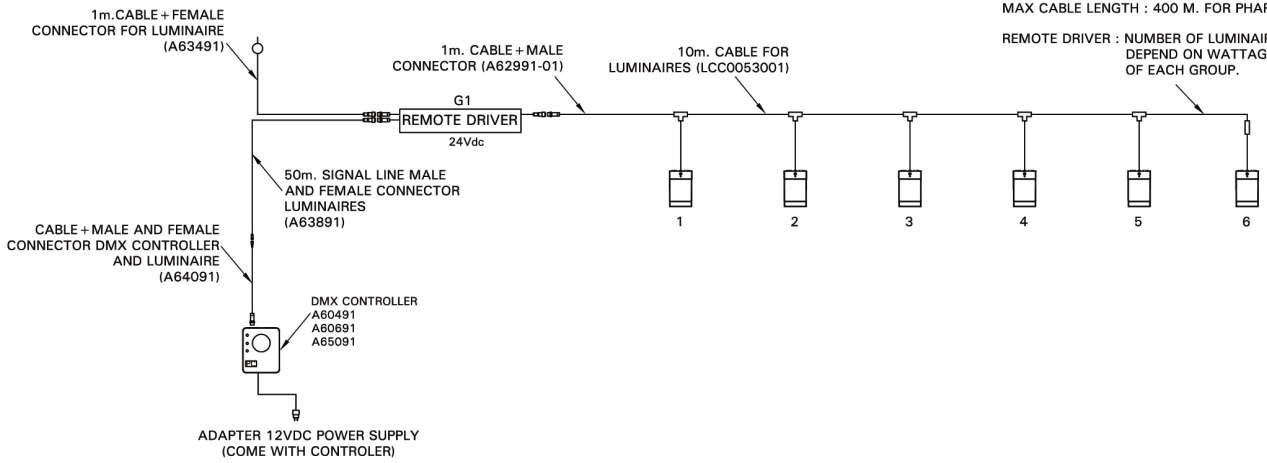 1m.CABLE+FEMALE
CONNECTOR FOR LUMINAIRE
(A63491)
1m. CABLE+MALE
CONNECTOR (A62991-01)
10m. CABLE FOR
LUMINAIRES (LCC0053001)
MAX CABLE LENGTH : 400 M. FOR
REMOTE DRIVER : NUMBER OF
DEPEND ON
OF EACH GROUP.
G1
REMOTE DRIVER
24Vdc
50m. SIGNAL LINE MALE
AND FEMALE CONNECTOR
LUMINAIRES
(A63891)
1
2
3
4
5
6
CABLE+MALE AND FEMALE
CONNECTOR DMX CONTROLLER
AND LUMINAIRE
(A64091)
DMX CONTROLLER
A60491
A60691
A65091
ADAPTER 12VDC POWER SUPPLY
(COME WITH CONTROLER)